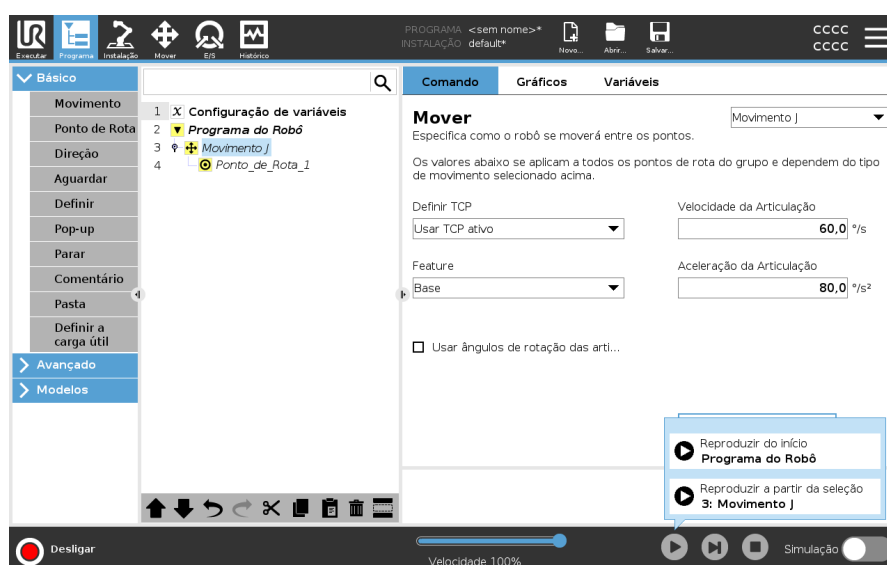 PROGRAMA <sem nome>*
INSTALAÇÃO default*
CCCC
CCCC
Executar Programa Instalação Mover E/S Histórico Novo... Abrir... Salvar...
Básico
Movimento
Ponto de Rota
Direção
Aguardar
Definir
Pop-up
Parar
Comentário
Pasta
Definir a
carga útil
Avançado
Modelos
1 X Configuração de variáveis
2 Programa do Robô
3 Movimento J
4 Ponto_de_Rota_1
Comando Gráficos Variáveis
Mover
Movimento J
Especifica como o robô se moverá entre os pontos.
Os valores abaixo se aplicam a todos os pontos de rota do grupo e dependem do tipo
de movimento selecionado acima.
Definir TCP
Velocidade da Articulação
Usar TCP ativo
60,0 °/s
Feature
Aceleração da Articulação
Base
80,0 °/s²
Usar ângulos de rotação das arti...
Reproduzir do início
Programa do Robô
Reproduzir a partir da seleção
3: Movimento J
Desligar
Velocidade 100%
Simulação